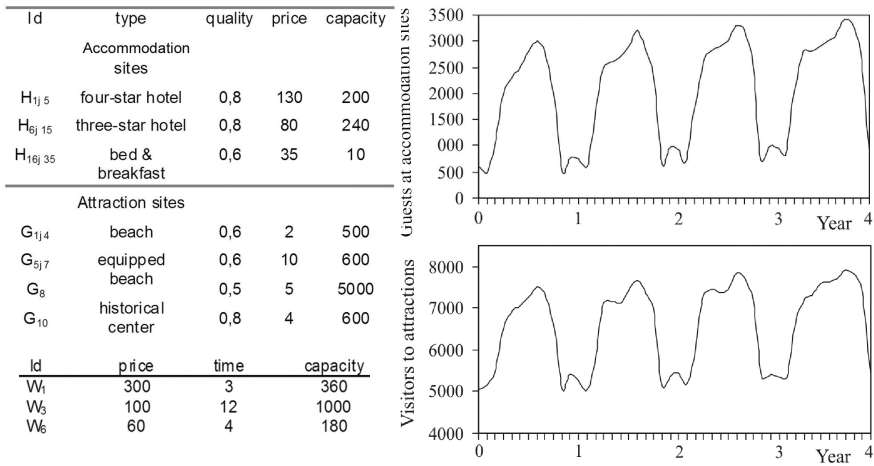 Id type quality price capacity
Accommodation
sites
H1j 5 four-star hotel 0,8 130 200
H6j 15 three-star hotel 0,8 80 240
H16j 35 bed & 0,6 35 10
breakfast
Attraction sites
G1j4 beach 0,6 2 500
G5j7 equipped 0,6 10 600
beach
G8 0,5 5 5000
G10 historical 0,8 4 600
center
Id price time capacity
W1 300 3 360
W3 100 12 1000
W6 60 4 180
Guests at accommodation sites
3500
3000
2500
2000
1500
000
500
0
0 1 2 3 Year 4
Visitors to attractions
8000
7000
6000
5000
4000
0 1 2 3 Year 4